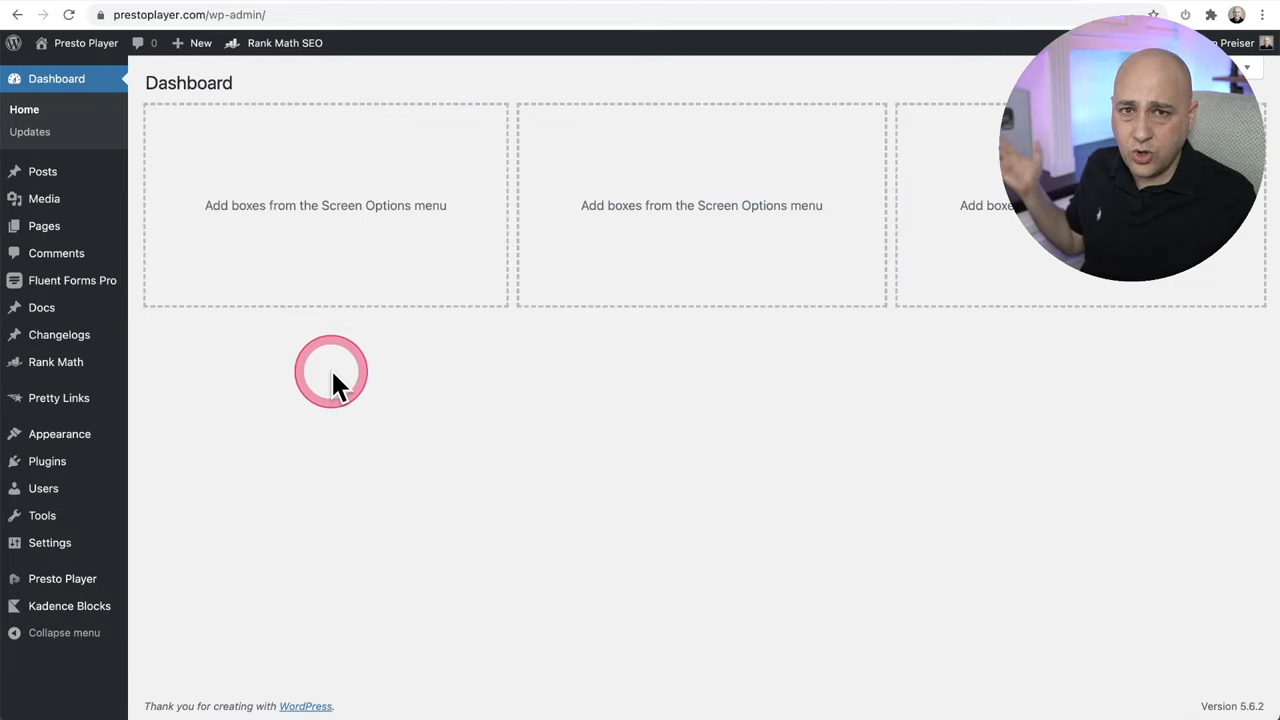 prestoplayer.com/wp-admin/
Presto Player 0 New Rank Math SEO Preiser
Dashboard
Home
Updates
Posts
Media
Pages
Comments
Fluent Forms Pro
Docs
Changelogs
Rank Math
Pretty Links
Appearance
Plugins
Users
Tools
Settings
Presto Player
Kadence Blocks
Collapse menu
Dashboard
Add boxes from the Screen Options menu
Add boxes from the Screen Options menu
Add boxe
Thank you for creating with WordPress.
Version 5.6.2